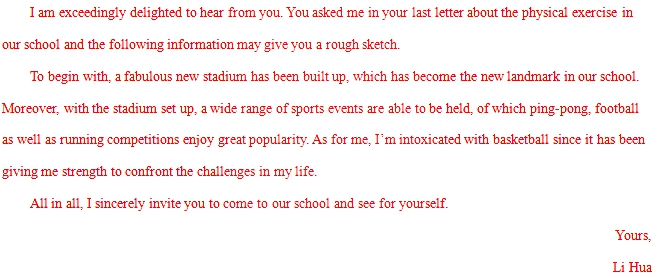 I am exceedingly delighted to hear from you. You asked me in your last letter about the physical exercise in
our school and the following information may give you a rough sketch.
To begin with, a fabulous new stadium has been built up, which has become the new landmark in our school.
Moreover, with the stadium set up, a wide range of sports events are able to be held, of which ping-pong, football
as well as running competitions enjoy great popularity. As for me, I’m intoxicated with basketball since it has been
giving me strength to confront the challenges in my life.
All in all, I sincerely invite you to come to our school and see for yourself.
Yours,
Li Hua